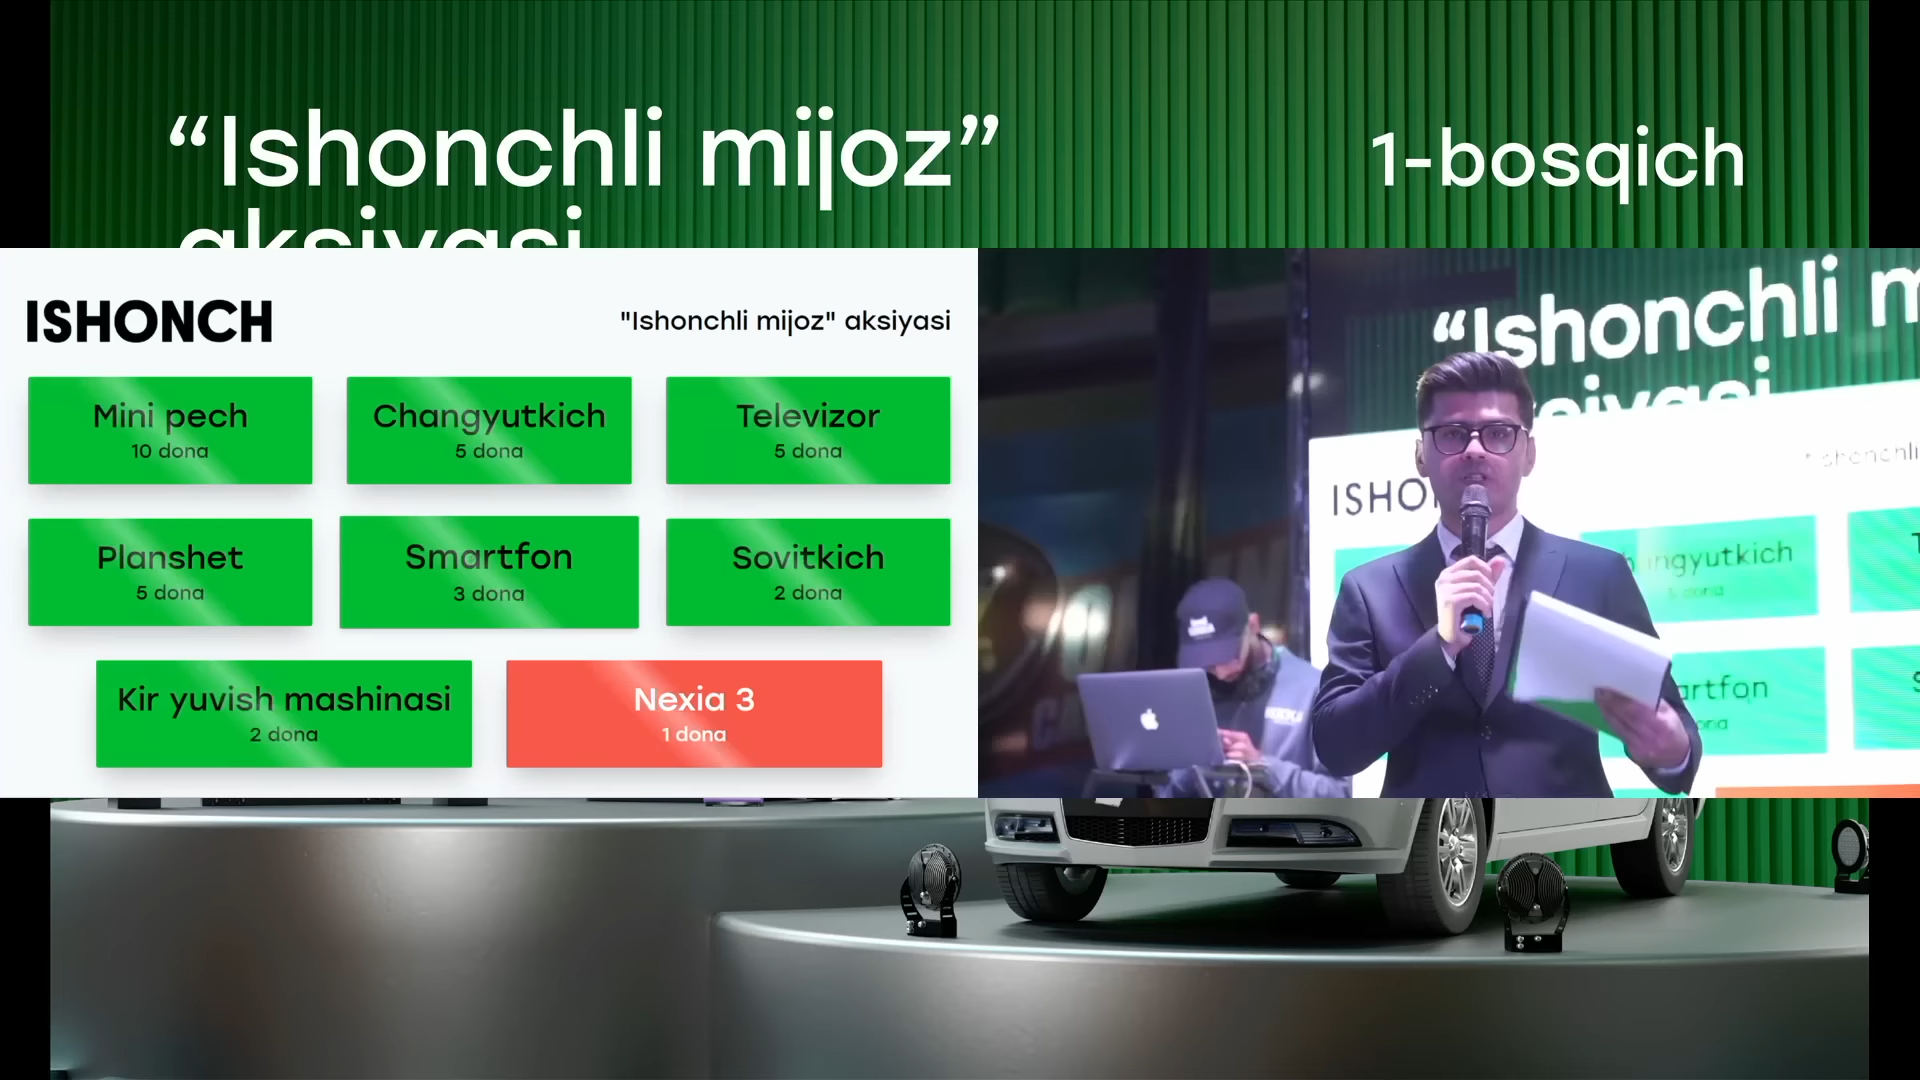 “Ishonchli mijoz”
aksiyasi
1-bosqich
ISHONCH
"Ishonchli mijoz" aksiyasi
Mini pech
10 dona
Changyutkich
5 dona
Televizor
5 dona
Planshet
5 dona
Smartfon
3 dona
Sovitkich
2 dona
Kir yuvish mashinasi
2 dona
Nexia 3
1 dona
“Ishonchli m
ISHO
ngyutkich
artfon